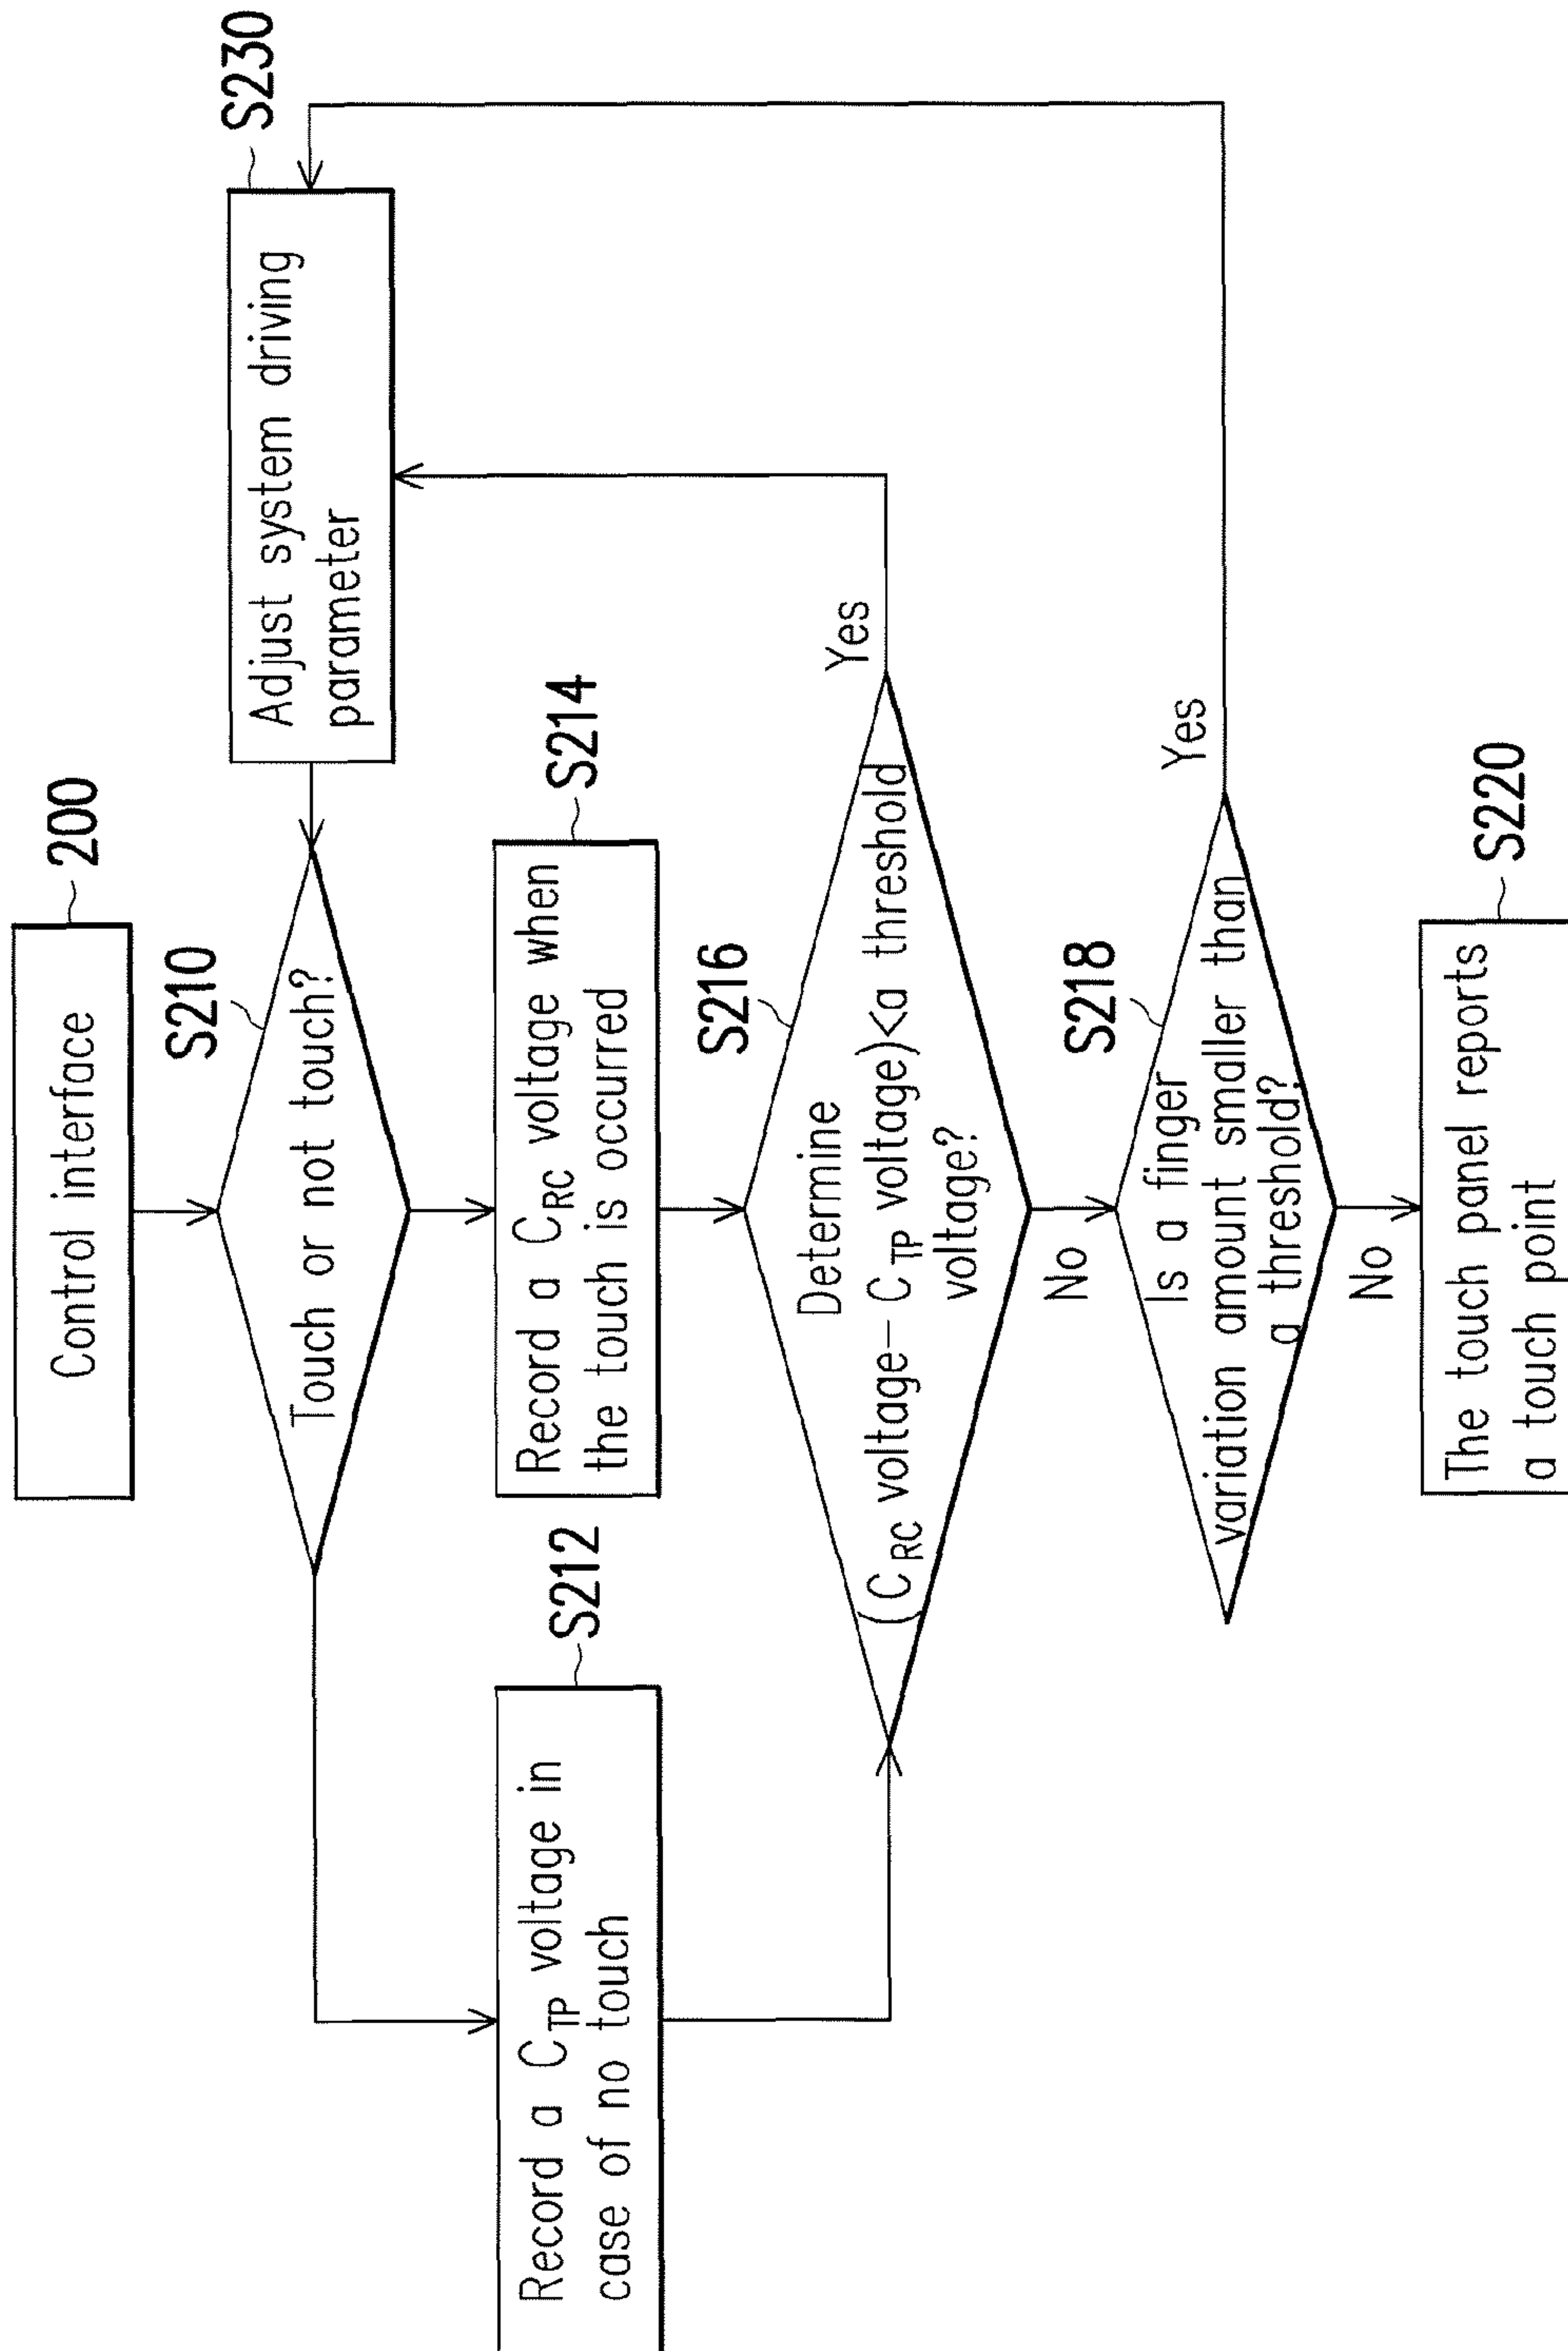 Control interface
200
S210
Touch or not touch?
Adjust system driving
parameter
S230
Record a C_TP voltage in
case of no touch
S212
Record a C_RC voltage when
the touch is occurred
S214
S216
Determine
(C_RC voltage- C_TP voltage)<a threshold
voltage?
Yes
No
S218
Is a finger
variation amount smaller than
a threshold?
Yes
No
The touch panel reports
a touch point
S220